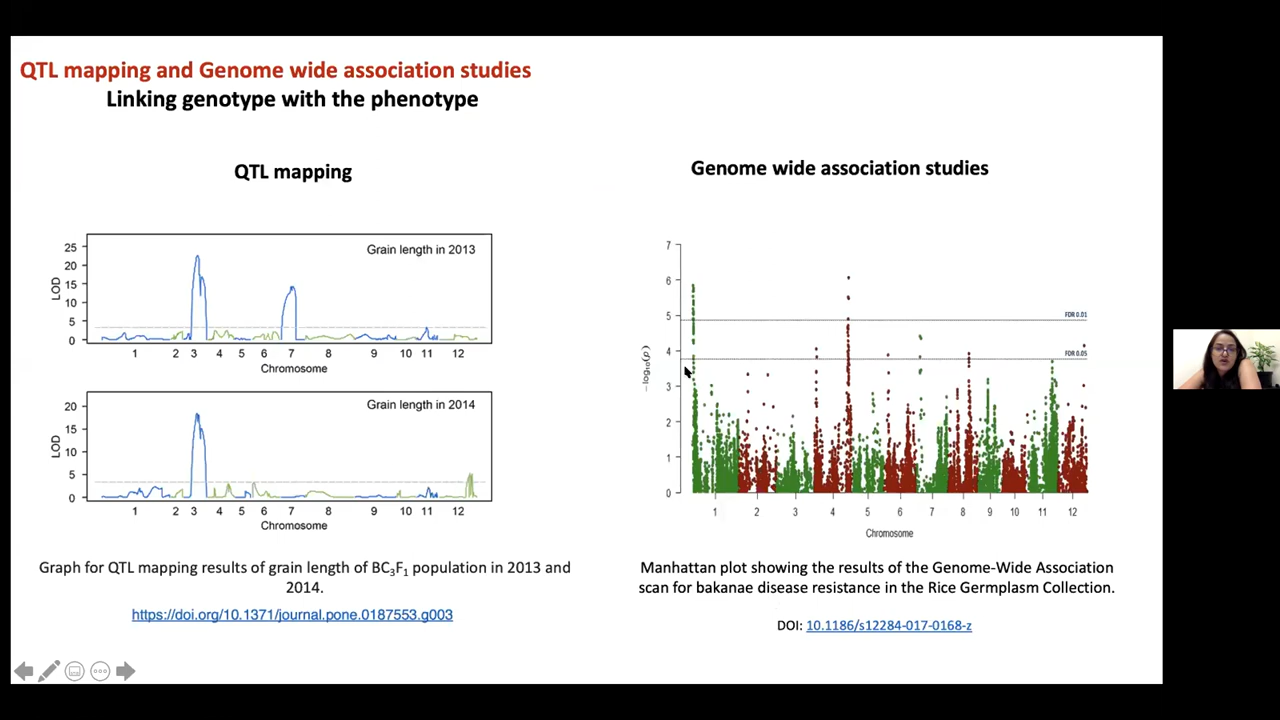 QTL mapping and Genome wide association studies
Linking genotype with the phenotype
QTL mapping
Grain length in 2013
LOD
25
20
15
10
5
0
1 2 3 4 5 6 7 8 9 10 11 12
Chromosome
Grain length in 2014
LOD
20
15
10
5
0
1 2 3 4 5 6 7 8 9 10 11 12
Chromosome
Graph for QTL mapping results of grain length of BC₃F₁ population in 2013 and
2014.
https://doi.org/10.1371/journal.pone.0187553.g003
Genome wide association studies
−log₁₀(p)
7
6
5
4
3
2
1
0
FDR 0.01
FDR 0.05
1 2 3 4 5 6 7 8 9 10 11 12
Chromosome
Manhattan plot showing the results of the Genome-Wide Association
scan for bakanae disease resistance in the Rice Germplasm Collection.
DOI: 10.1186/s12284-017-0168-z